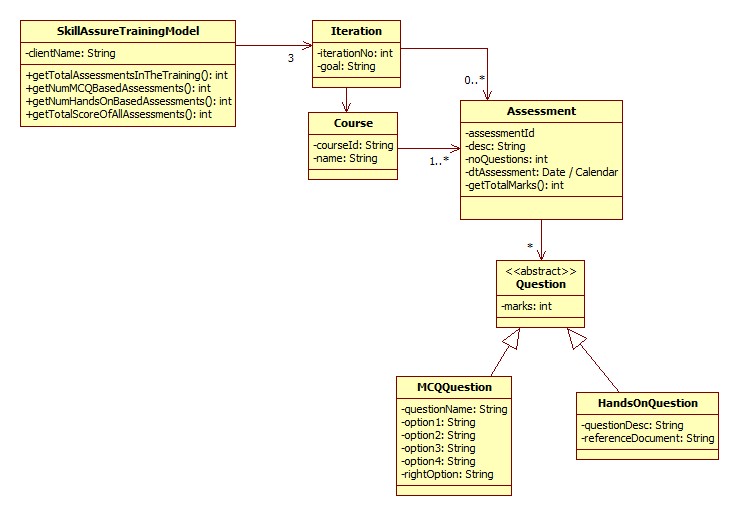 SkillAssureTrainingModel
-clientName: String
+getTotalAssessmentsInTheTraining(): int
+getNumMCQBasedAssessments(): int
+getNumHandsOnBasedAssessments(): int
+getTotalScoreOfAllAssessments(): int
3
Iteration
-iterationNo: int
-goal: String
0..*
Course
-courseId: String
-name: String
1..*
Assessment
-assessmentId
-desc: String
-noQuestions: int
-dtAssessment: Date / Calendar
-getTotalMarks(): int
*
<<abstract>>
Question
-marks: int
MCQQuestion
-questionName: String
-option1: String
-option2: String
-option3: String
-option4: String
-rightOption: String
HandsOnQuestion
-questionDesc: String
-referenceDocument: String